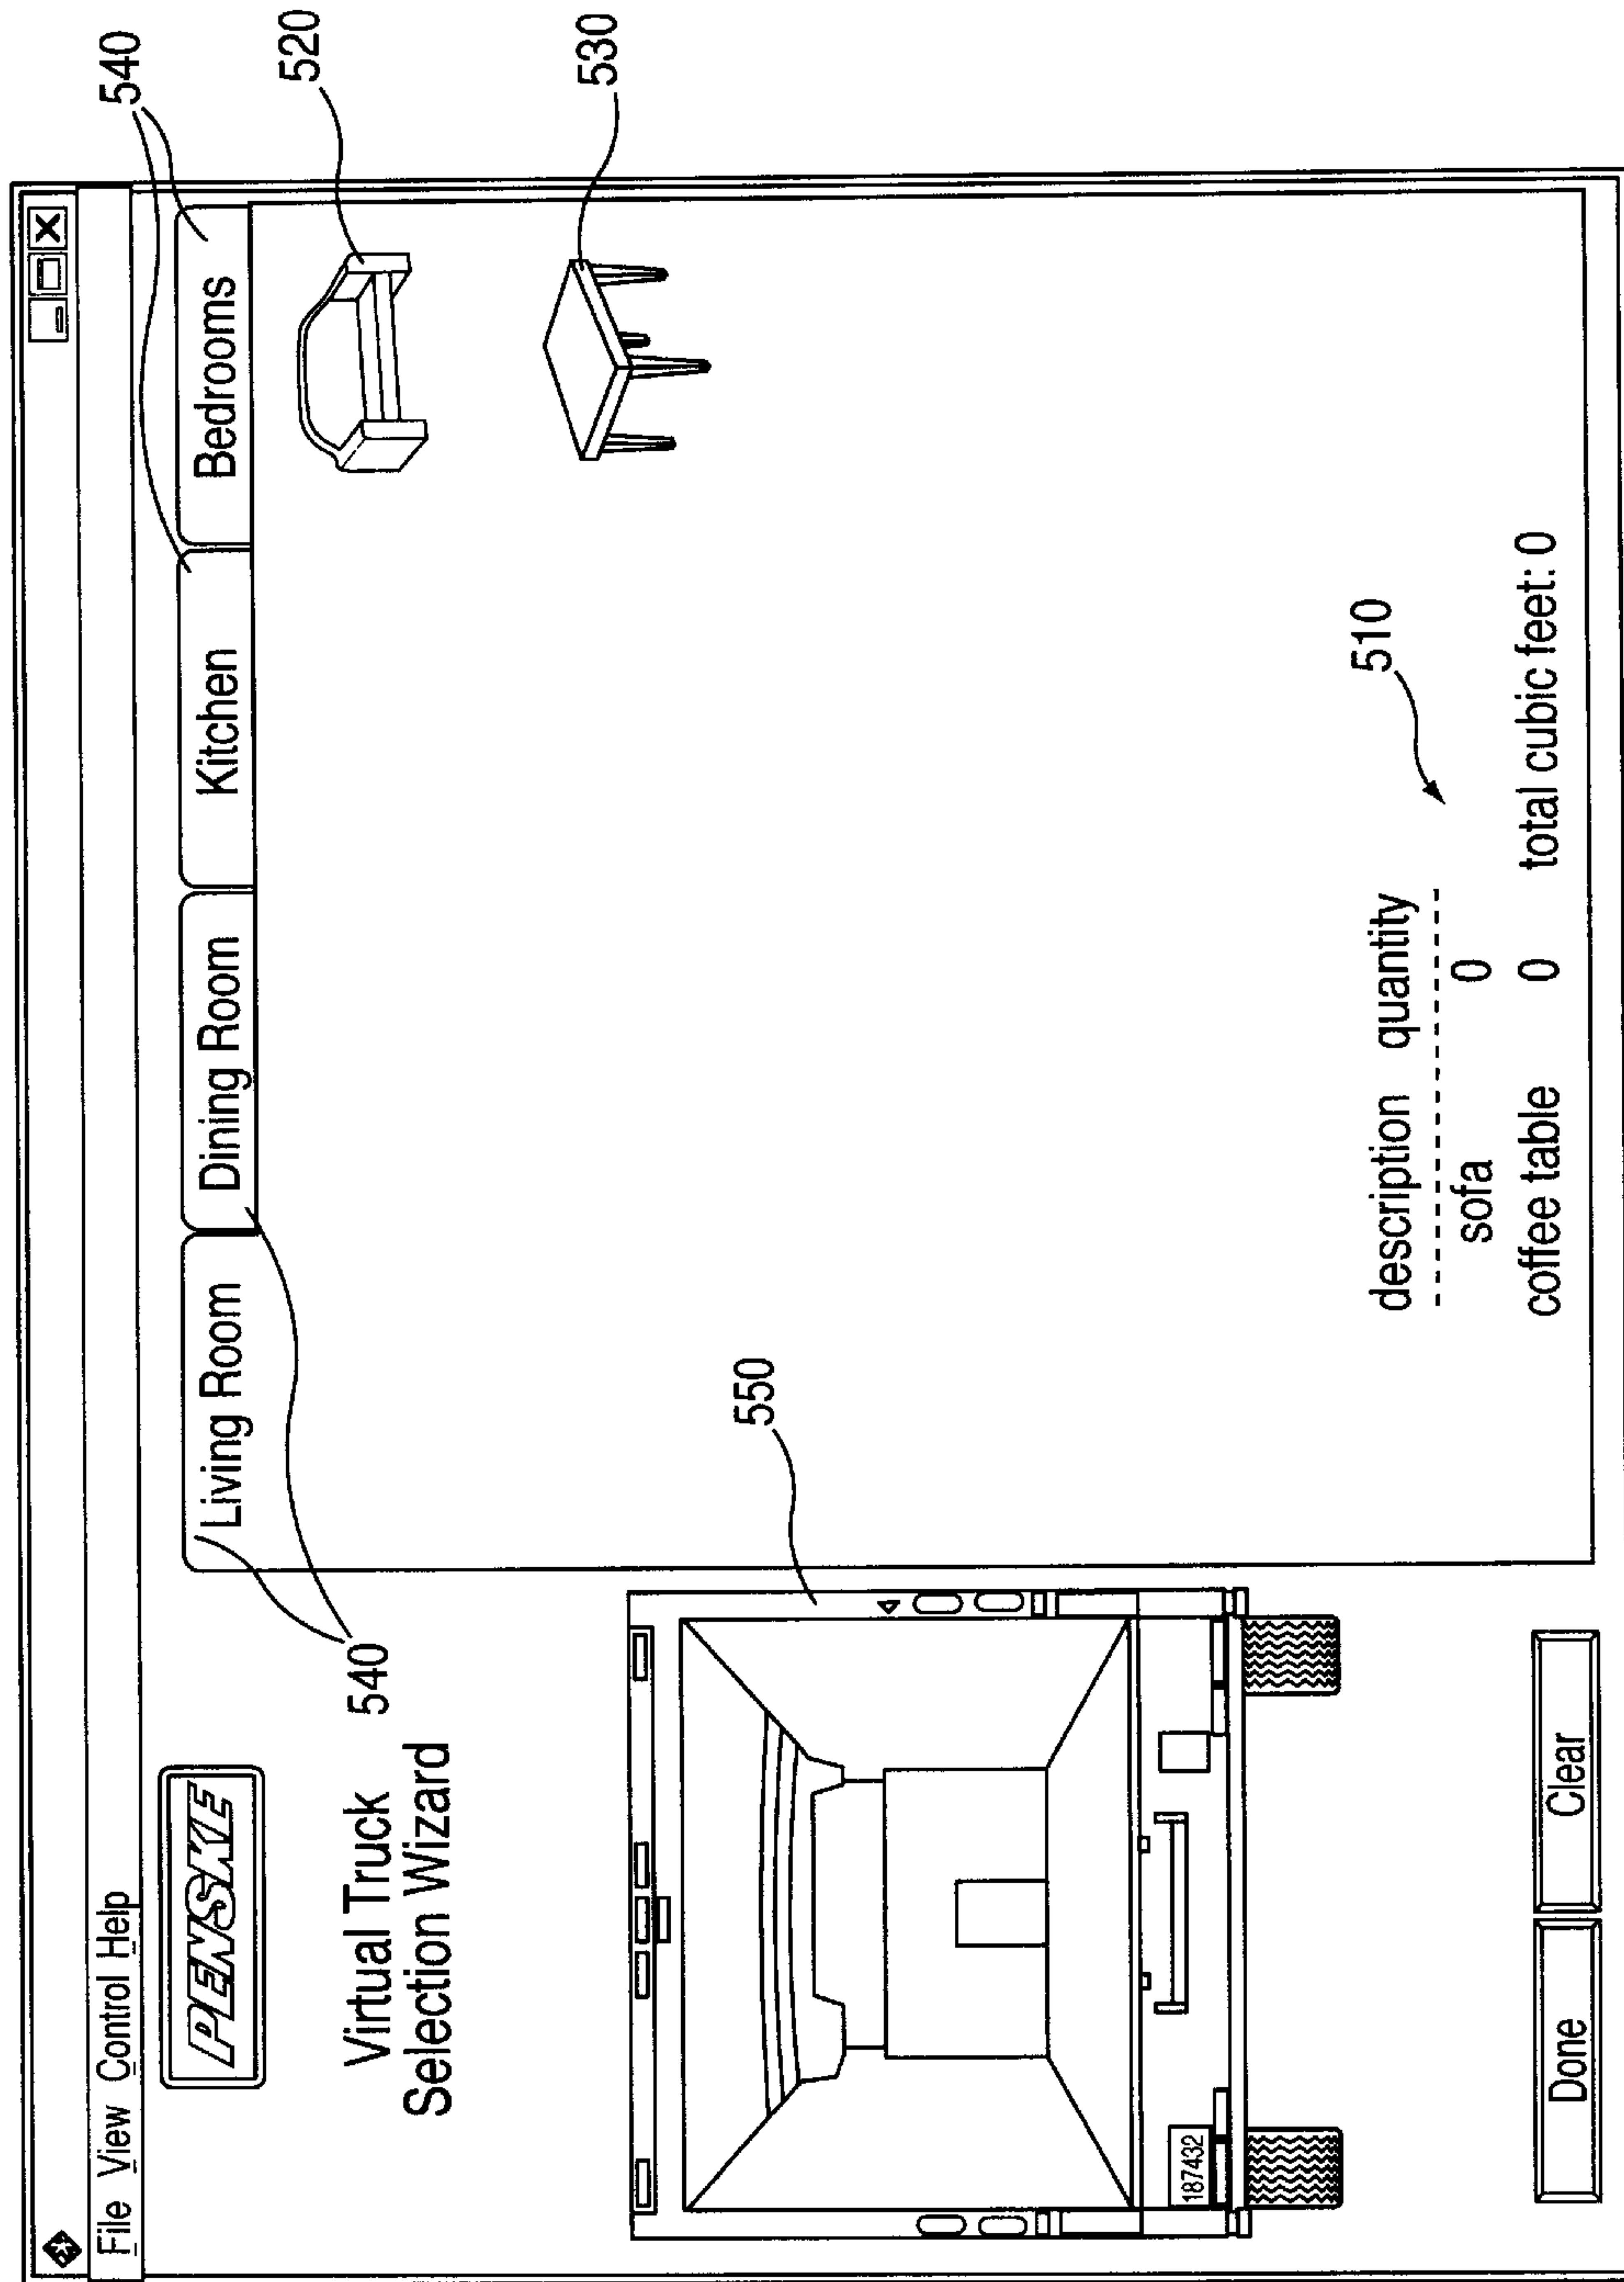 File View Control Help
PENSKE
Virtual Truck
Selection Wizard
540
Living Room
Dining Room
Kitchen
Bedrooms
540
520
530
550
187432
510
description quantity
sofa 0
coffee table 0
total cubic feet: 0
Done
Clear